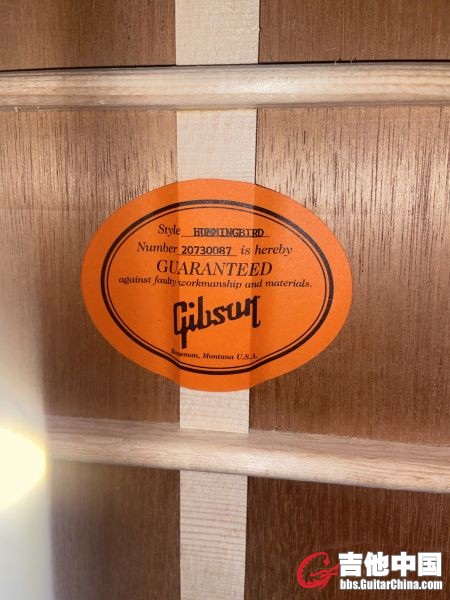 Style HUMMINGBIRD
Number 20730087 is hereby
GUARANTEED
against faulty workmanship and materials.
Gibson
Bozeman, Montana U.S.A.
吉他中国
bbs.GuitarChina.com